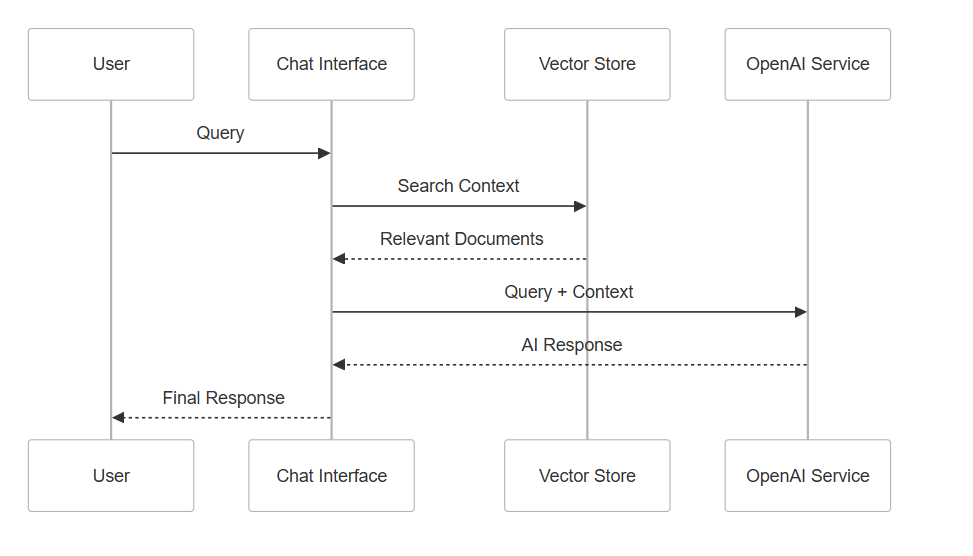 User
Chat Interface
Vector Store
OpenAI Service
Query
Search Context
Relevant Documents
Query + Context
AI Response
Final Response
User
Chat Interface
Vector Store
OpenAI Service